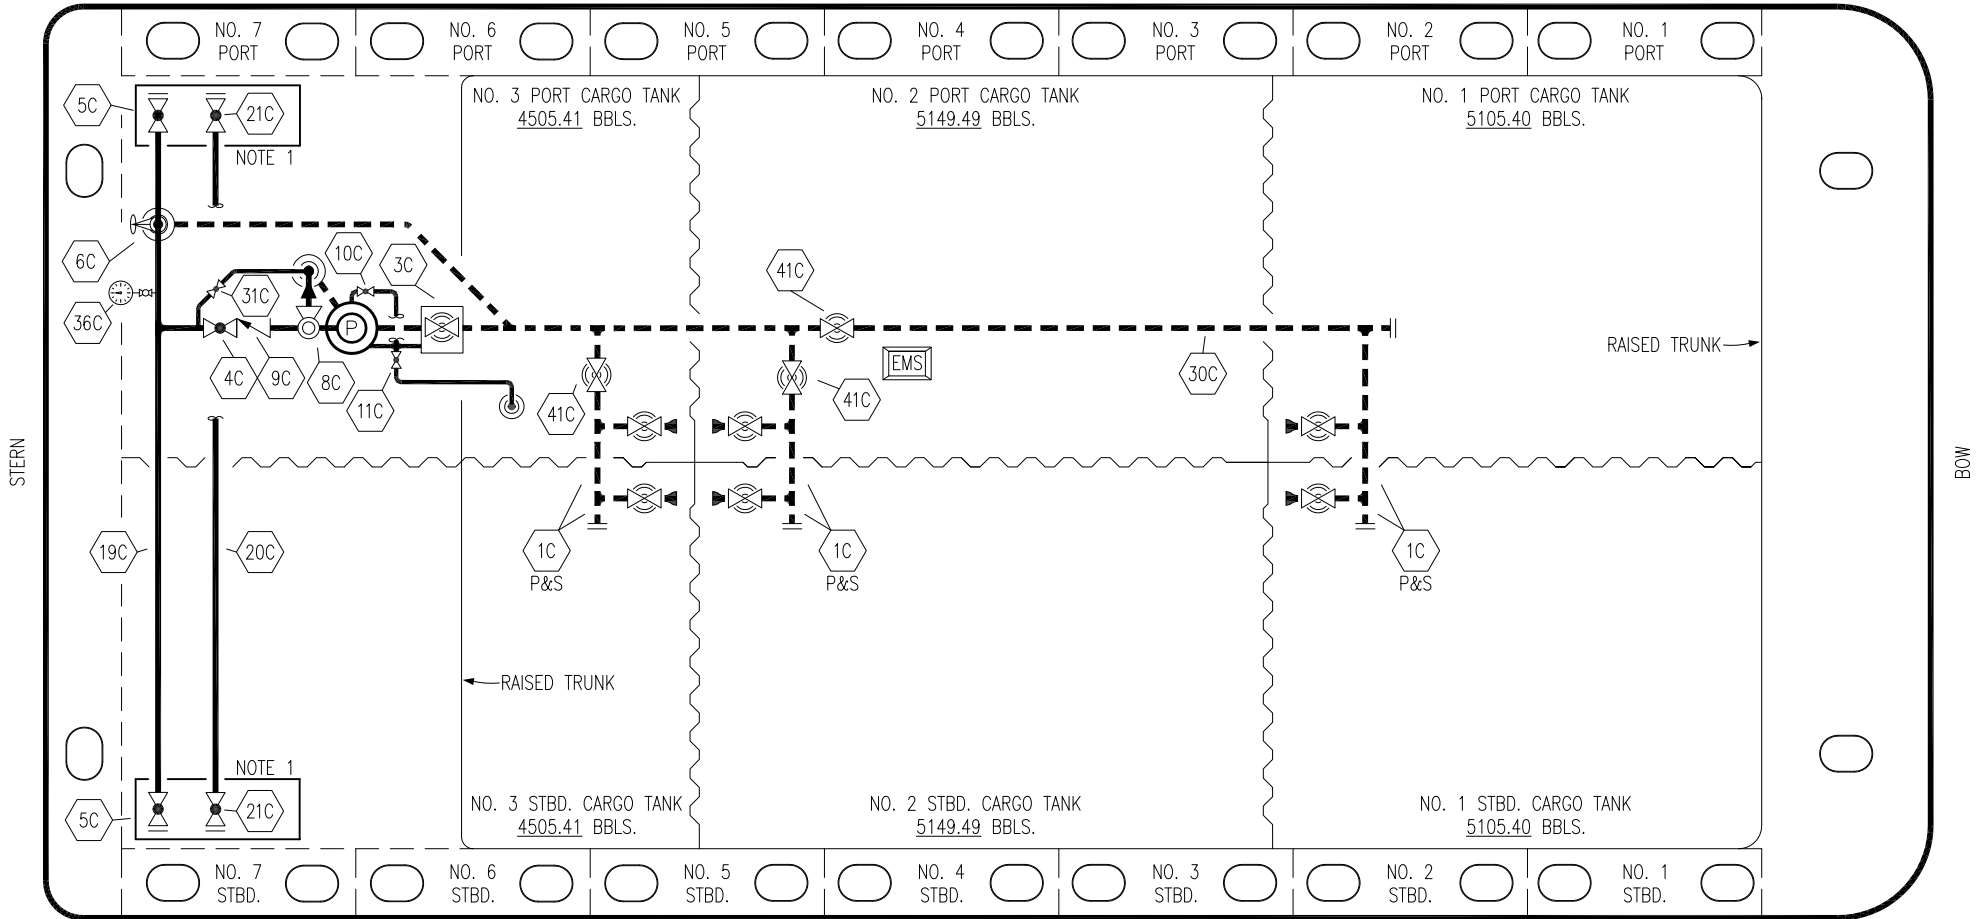 NO. 7
PORT
NO. 6
PORT
NO. 5
PORT
NO. 4
PORT
NO. 3
PORT
NO. 2
PORT
NO. 1
PORT
5C
21C
NOTE 1
NO. 3 PORT CARGO TANK
4505.41 BBLS.
NO. 2 PORT CARGO TANK
5149.49 BBLS.
NO. 1 PORT CARGO TANK
5105.40 BBLS.
6C
10C
3C
41C
31C
36C
P
RAISED TRUNK
EMS
4C
9C
8C
11C
41C
41C
30C
STERN
BOW
19C
20C
1C
P&S
1C
P&S
1C
P&S
RAISED TRUNK
NOTE 1
5C
21C
NO. 3 STBD. CARGO TANK
4505.41 BBLS.
NO. 2 STBD. CARGO TANK
5149.49 BBLS.
NO. 1 STBD. CARGO TANK
5105.40 BBLS.
NO. 7
STBD.
NO. 6
STBD.
NO. 5
STBD.
NO. 4
STBD.
NO. 3
STBD.
NO. 2
STBD.
NO. 1
STBD.